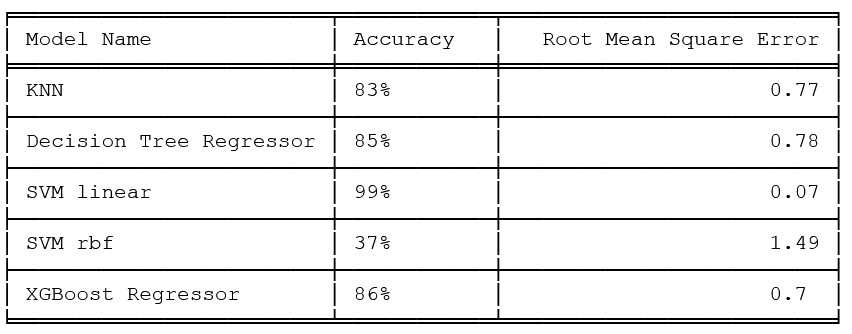 Model Name Accuracy Root Mean Square Error
KNN 83% 0.77
Decision Tree Regressor 85% 0.78
SVM linear 99% 0.07
SVM rbf 37% 1.49
XGBoost Regressor 86% 0.7